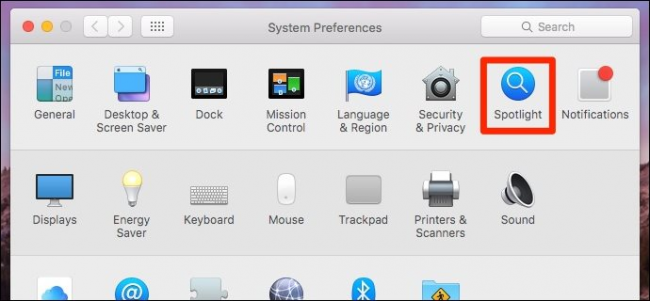 System Preferences
Search
File
New
Ope
General
Desktop &
Screen Saver
Dock
Mission
Control
Language
& Region
Security
& Privacy
Spotlight
Notifications
Displays
Energy
Saver
Keyboard
Mouse
Trackpad
Printers &
Scanners
Sound
@